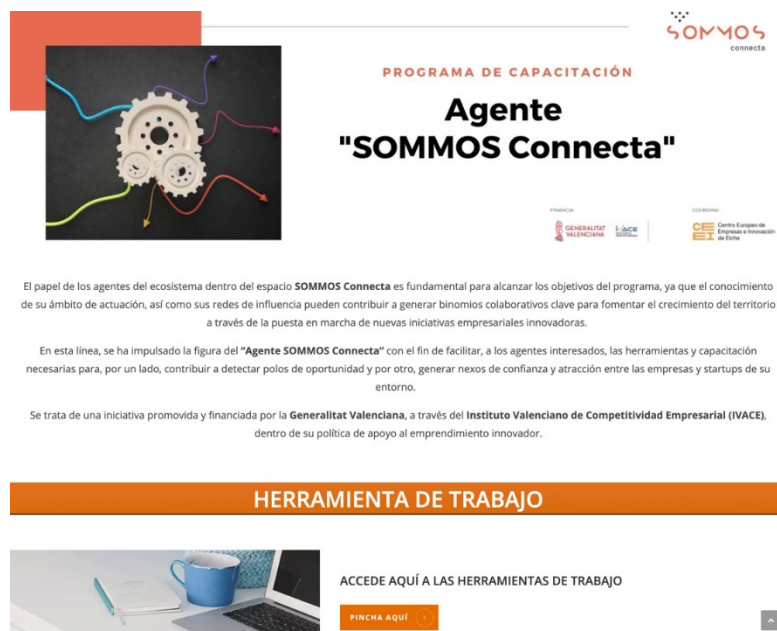 SOMMOS
connecta
PROGRAMA DE CAPACITACIÓN
Agente
"SOMMOS Connecta"
FINANCIA:
COORDINA:
GENERALITAT
VALENCIANA
IVACE
CEEI
Centro Europeo de
Empresas e Innovación
de Elche
El papel de los agentes del ecosistema dentro del espacio SOMMOS Connecta es fundamental para alcanzar los objetivos del programa, ya que el conocimiento
de su ámbito de actuación, así como sus redes de influencia pueden contribuir a generar binomios colaborativos clave para fomentar el crecimiento del territorio
a través de la puesta en marcha de nuevas iniciativas empresariales innovadoras.
En esta línea, se ha impulsado la figura del “Agente SOMMOS Connecta” con el fin de facilitar, a los agentes interesados, las herramientas y capacitación
necesarias para, por un lado, contribuir a detectar polos de oportunidad y por otro, generar nexos de confianza y atracción entre las empresas y startups de su
entorno.
Se trata de una iniciativa promovida y financiada por la Generalitat Valenciana, a través del Instituto Valenciano de Competitividad Empresarial (IVACE),
dentro de su política de apoyo al emprendimiento innovador.
HERRAMIENTA DE TRABAJO
ACCEDE AQUÍ A LAS HERRAMIENTAS DE TRABAJO
PINCHA AQUÍ